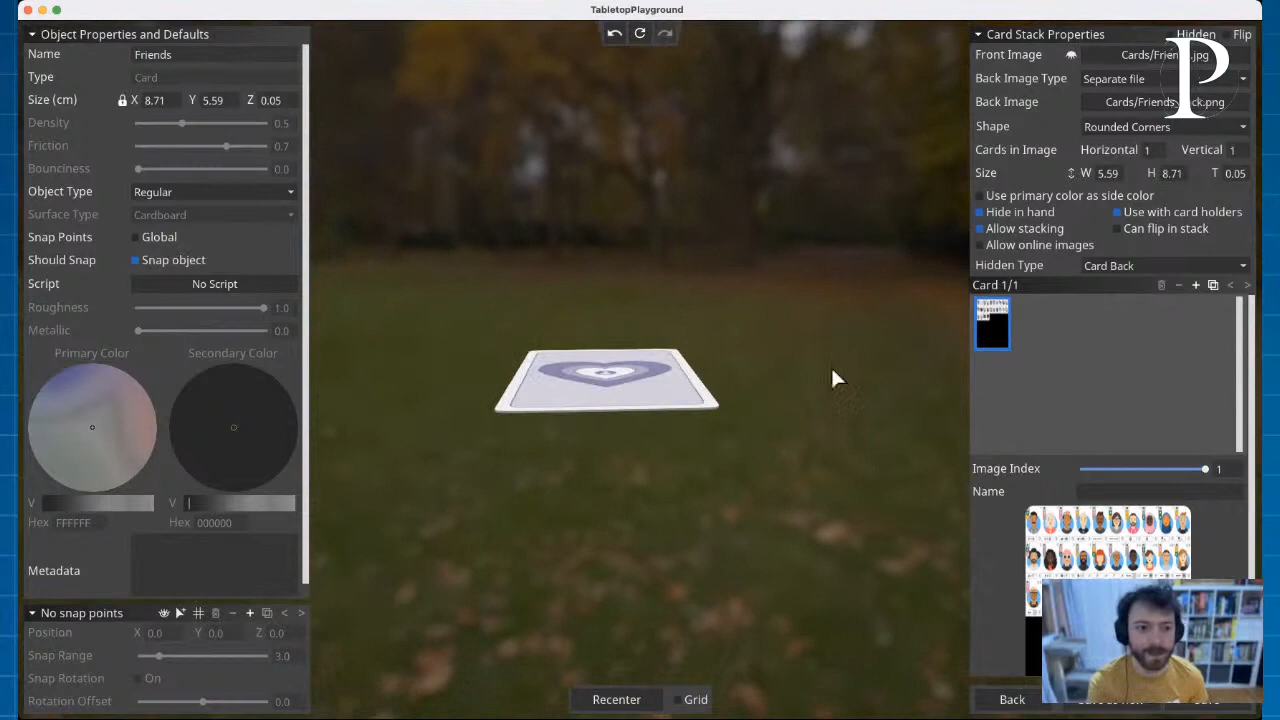 TabletopPlayground
Object Properties and Defaults
Name Friends
Type Card
Size (cm) X 8.71 Y 5.59 Z 0.05
Density 0.5
Friction 0.7
Bounciness 0.0
Object Type Regular
Surface Type Cardboard
Snap Points Global
Should Snap Snap object
Script No Script
Roughness 1.0
Metallic 0.0
Primary Color Secondary Color
V V
Hex FFFFFF Hex 000000
Metadata
No snap points
Position X 0.0 Y 0.0 Z 0.0
Snap Range 3.0
Snap Rotation On
Rotation Offset 0.0
Recenter Grid
Card Stack Properties Hidden Flip
P
Front Image
Back Image Type Separate file
Back Image
Shape Rounded Corners
Cards in Image Horizontal 1 Vertical 1
Size W 5.59 H 8.71 T 0.05
Use primary color as side color
Hide in hand Use with card holders
Allow stacking Can flip in stack
Allow online images
Hidden Type Card Back
Card 1/1
Image Index 1
Name
Back